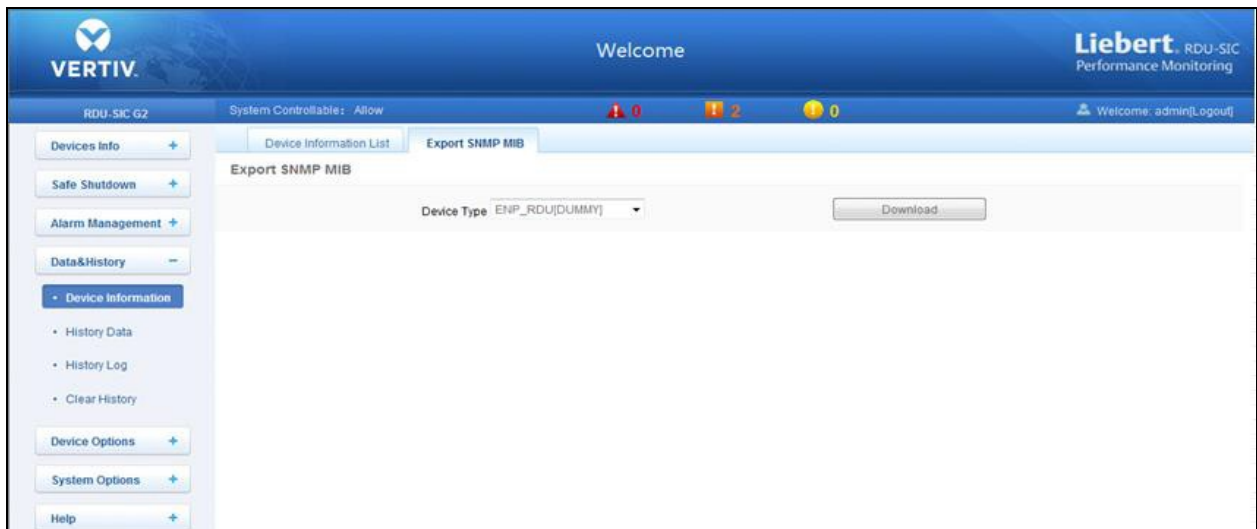 VERTIV.
Welcome
Liebert. RDU-SIC
Performance Monitoring
RDU-SIC G2
System Controllable: Allow
0
2
0
Welcome: admin[Logout]
Devices Info +
Safe Shutdown +
Alarm Management +
Data&History −
• Device Information
• History Data
• History Log
• Clear History
Device Options +
System Options +
Help +
Device Information List
Export SNMP MIB
Export SNMP MIB
Device Type ENP_RDU[DUMMY]
Download